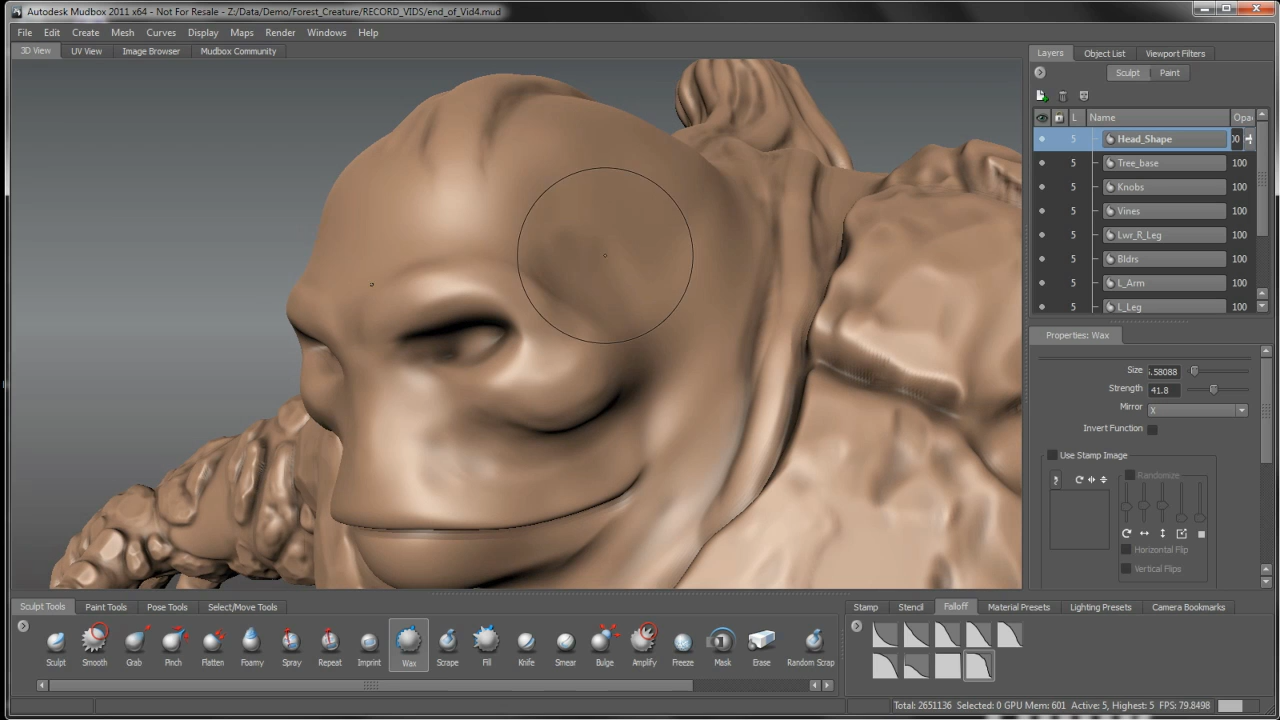 Autodesk Mudbox 2011 x64 - Not For Resale - Z:/Data/Demo/Forest_Creature/RECORD_VIDS/end_of_Vid4.mud
File Edit Create Mesh Curves Display Maps Render Windows Help
3D View UV View Image Browser Mudbox Community
Layers Object List Viewport Filters
Sculpt Paint
L Name Opac
5 Head_Shape 00
5 Tree_base 100
5 Knobs 100
5 Vines 100
5 Lwr_R_Leg 100
5 Bldrs 100
5 L_Arm 100
5 L_Leg 100
Properties: Wax
Size .58088
Strength 41.8
Mirror X
Invert Function
Use Stamp Image
Randomize
Horizontal Flip
Vertical Flips
Sculpt Tools Paint Tools Pose Tools Select/Move Tools
Sculpt Smooth Grab Pinch Flatten Foamy Spray Repeat Imprint Wax Scrape Fill Knife Smear Bulge Amplify Freeze Mask Erase Random Scrap
Stamp Stencil Falloff Material Presets Lighting Presets Camera Bookmarks
Total: 2651136 Selected: 0 GPU Mem: 601 Active: 5, Highest: 5 FPS: 79.8498